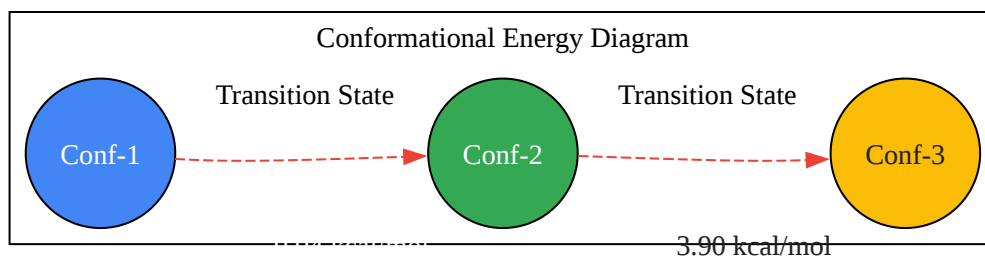 Conformational Energy Diagram
Transition State
Transition State
Conf-1
Conf-2
Conf-3
3.90 kcal/mol